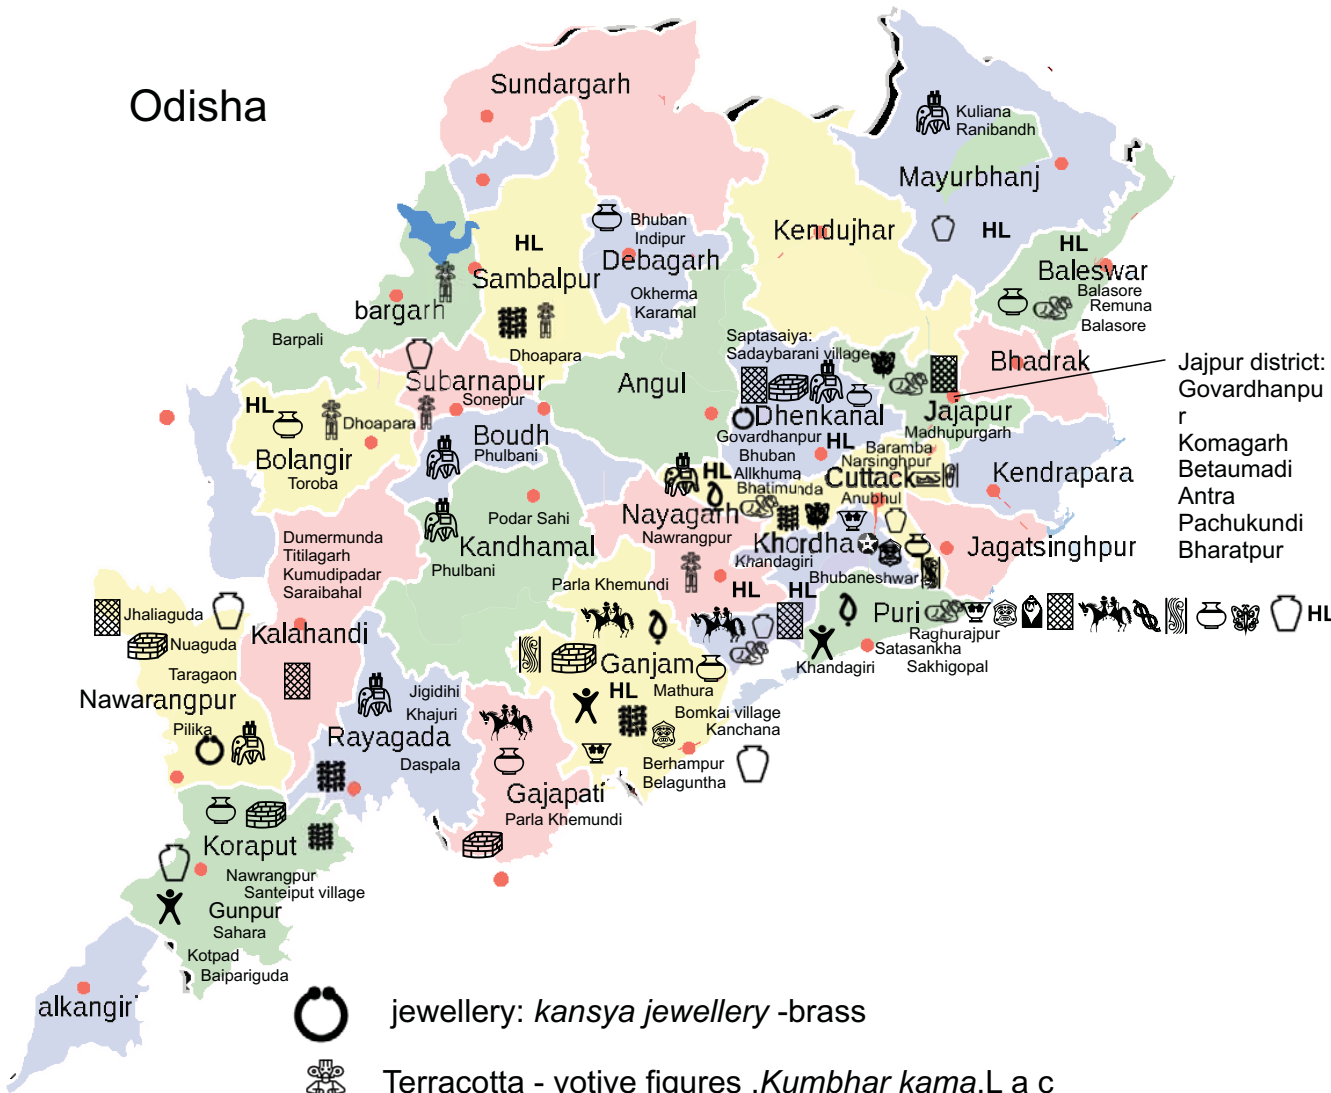 Odisha
Sundargarh
Kuliana
Ranibandh
Mayurbhanj
HL
Kendujhar
Bhuban
Indipur
Debagarh
Okherma
Karamal
HL
Sambalpur
Dhoapara
bargarh
Barpali
HL
Baleswar
Balasore
Remuna
Balasore
Bhadrak
Saptasaiya:
Sadaybarani village
Jajpur district:
Govardhanpu
r
Komagarh
Betaumadi
Antra
Pachukundi
Bharatpur
Subarnapur
Sonepur
Angul
Dhenkanal
Govardhanpur
HL
Bhuban
Allkhuma
Jajapur
Madhupurgarh
HL
Dhoapara
Bolangir
Toroba
Boudh
Phulbani
Baramba
Narsinghpur
Cuttack
Anubhul
Kendrapara
HL
Bhatimunda
Nayagarh
Nawrangpur
Podar Sahi
Kandhamal
Phulbani
Khordha
Khandagiri
Bhubaneshwar
Jagatsinghpur
Dumermunda
Titilagarh
Kumudipadar
Saraibahal
Kalahandi
Parla Khemundi
HL
HL
Puri
HL
Raghurajpur
Satasankha
Sakhigopal
Khandagiri
Jhaliaguda
Nuaguda
Taragaon
Nawarangpur
Pilika
Ganjam
HL
Mathura
Bomkai village
Kanchana
Berhampur
Belaguntha
Jigidihi
Khajuri
Rayagada
Daspala
Gajapati
Parla Khemundi
Koraput
Nawrangpur
Santeiput village
Gunpur
Sahara
Kotpad
Baipariguda
alkangir
jewellery: kansya jewellery -brass
Terracotta - votive figures ,Kumbhar kama,L a c